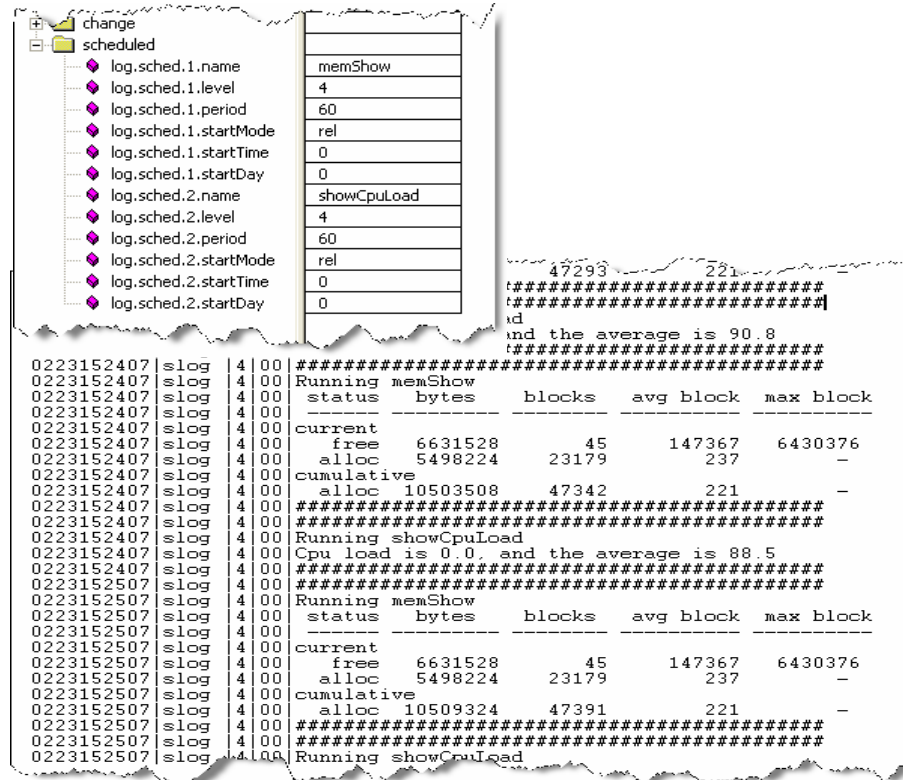 change
scheduled
log.sched.1.name memShow
log.sched.1.level 4
log.sched.1.period 60
log.sched.1.startMode rel
log.sched.1.startTime 0
log.sched.1.startDay 0
log.sched.2.name showCpuLoad
log.sched.2.level 4
log.sched.2.period 60
log.sched.2.startMode rel
log.sched.2.startTime 0
log.sched.2.startDay 0
47293 221 -
############################
############################
ad
and the average is 90.8
############################
0223152407|slog |4|00|##################################################
0223152407|slog |4|00|Running memShow
0223152407|slog |4|00| status bytes blocks avg block max block
0223152407|slog |4|00| ------ --------- -------- ---------- ----------
0223152407|slog |4|00|current
0223152407|slog |4|00| free 6631528 45 147367 6430376
0223152407|slog |4|00| alloc 5498224 23179 237 -
0223152407|slog |4|00|cumulative
0223152407|slog |4|00| alloc 10503508 47342 221 -
0223152407|slog |4|00|##################################################
0223152407|slog |4|00|##################################################
0223152407|slog |4|00|Running showCpuLoad
0223152407|slog |4|00|Cpu load is 0.0, and the average is 88.5
0223152407|slog |4|00|##################################################
0223152507|slog |4|00|##################################################
0223152507|slog |4|00|Running memShow
0223152507|slog |4|00| status bytes blocks avg block max block
0223152507|slog |4|00| ------ --------- -------- ---------- ----------
0223152507|slog |4|00|current
0223152507|slog |4|00| free 6631528 45 147367 6430376
0223152507|slog |4|00| alloc 5498224 23179 237 -
0223152507|slog |4|00|cumulative
0223152507|slog |4|00| alloc 10509324 47391 221 -
0223152507|slog |4|00|##################################################
0223152507|slog |4|00|##################################################
0223152507|slog |4|00|Running showCpuLoad